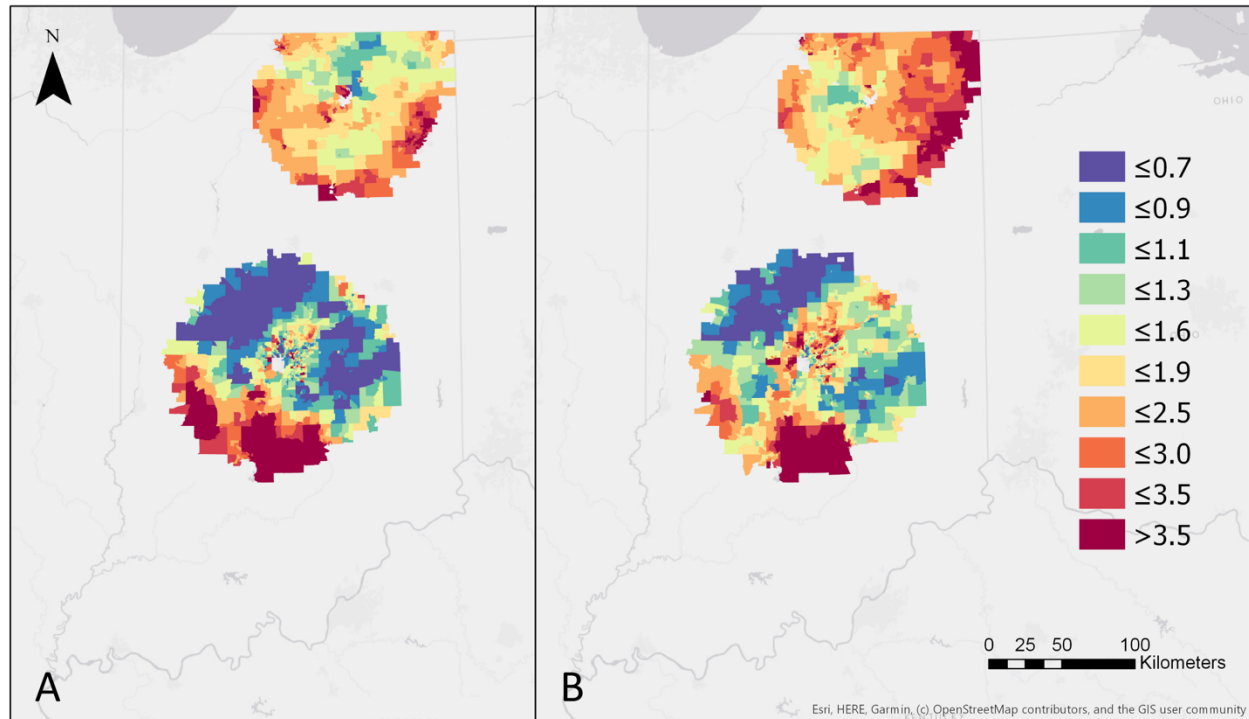 N
OHIO
≤0.7
≤0.9
≤1.1
≤1.3
≤1.6
≤1.9
≤2.5
≤3.0
≤3.5
>3.5
0 25 50 100
Kilometers
A
B
Esri, HERE, Garmin, (c) OpenStreetMap contributors, and the GIS user community